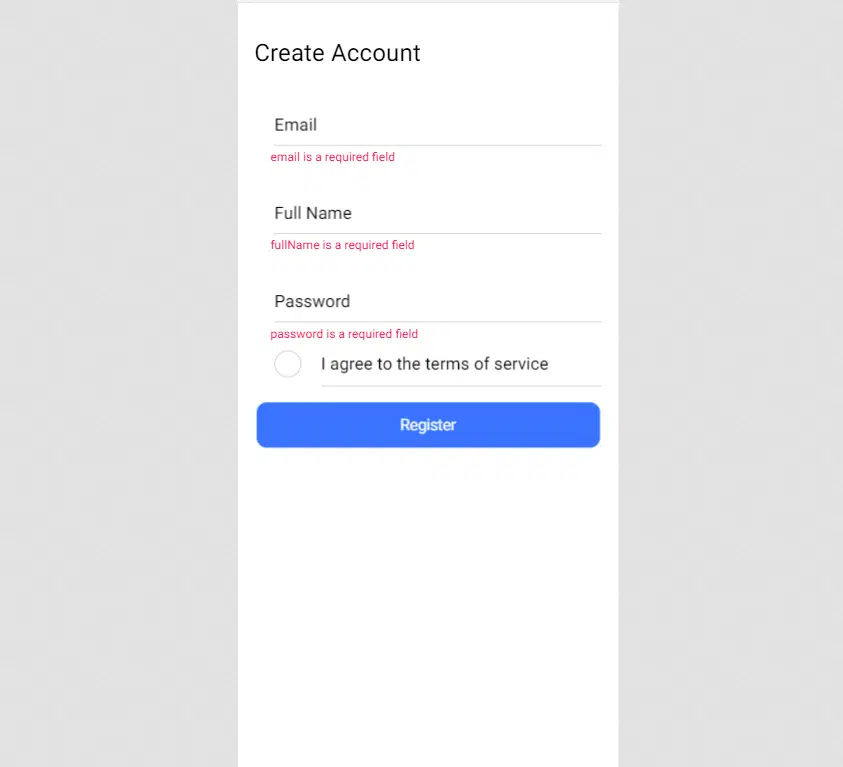 Create Account
Email
email is a required field
Full Name
fullName is a required field
Password
password is a required field
I agree to the terms of service
Register